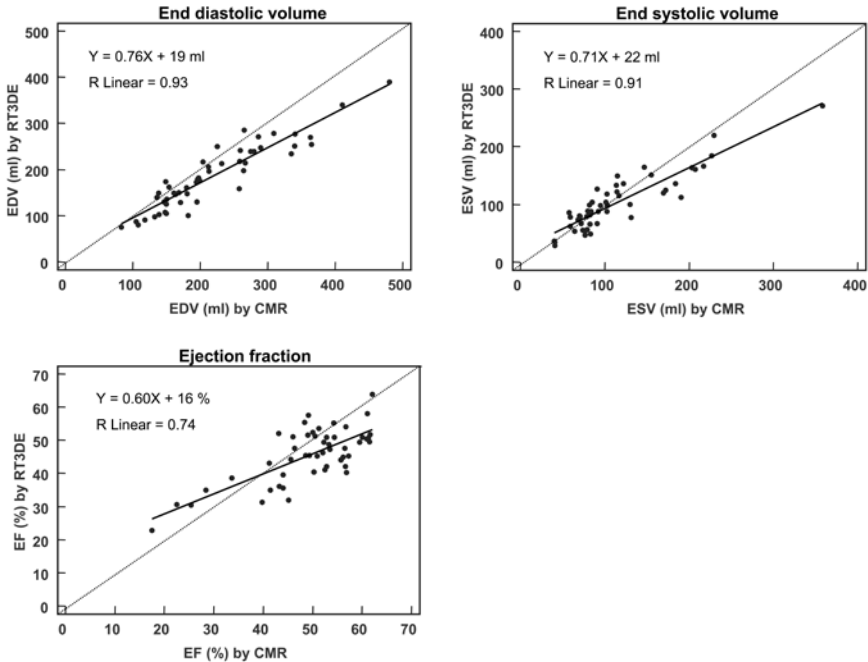 End diastolic volume
500
400
300
200
100
0
Y = 0.76X + 19 ml
R Linear = 0.93
EDV (ml) by RT3DE
0 100 200 300 400 500
EDV (ml) by CMR
End systolic volume
400
300
200
100
0
Y = 0.71X + 22 ml
R Linear = 0.91
ESV (ml) by RT3DE
0 100 200 300 400
ESV (ml) by CMR
Ejection fraction
70
60
50
40
30
20
10
0
Y = 0.60X + 16 %
R Linear = 0.74
EF (%) by RT3DE
0 10 20 30 40 50 60 70
EF (%) by CMR